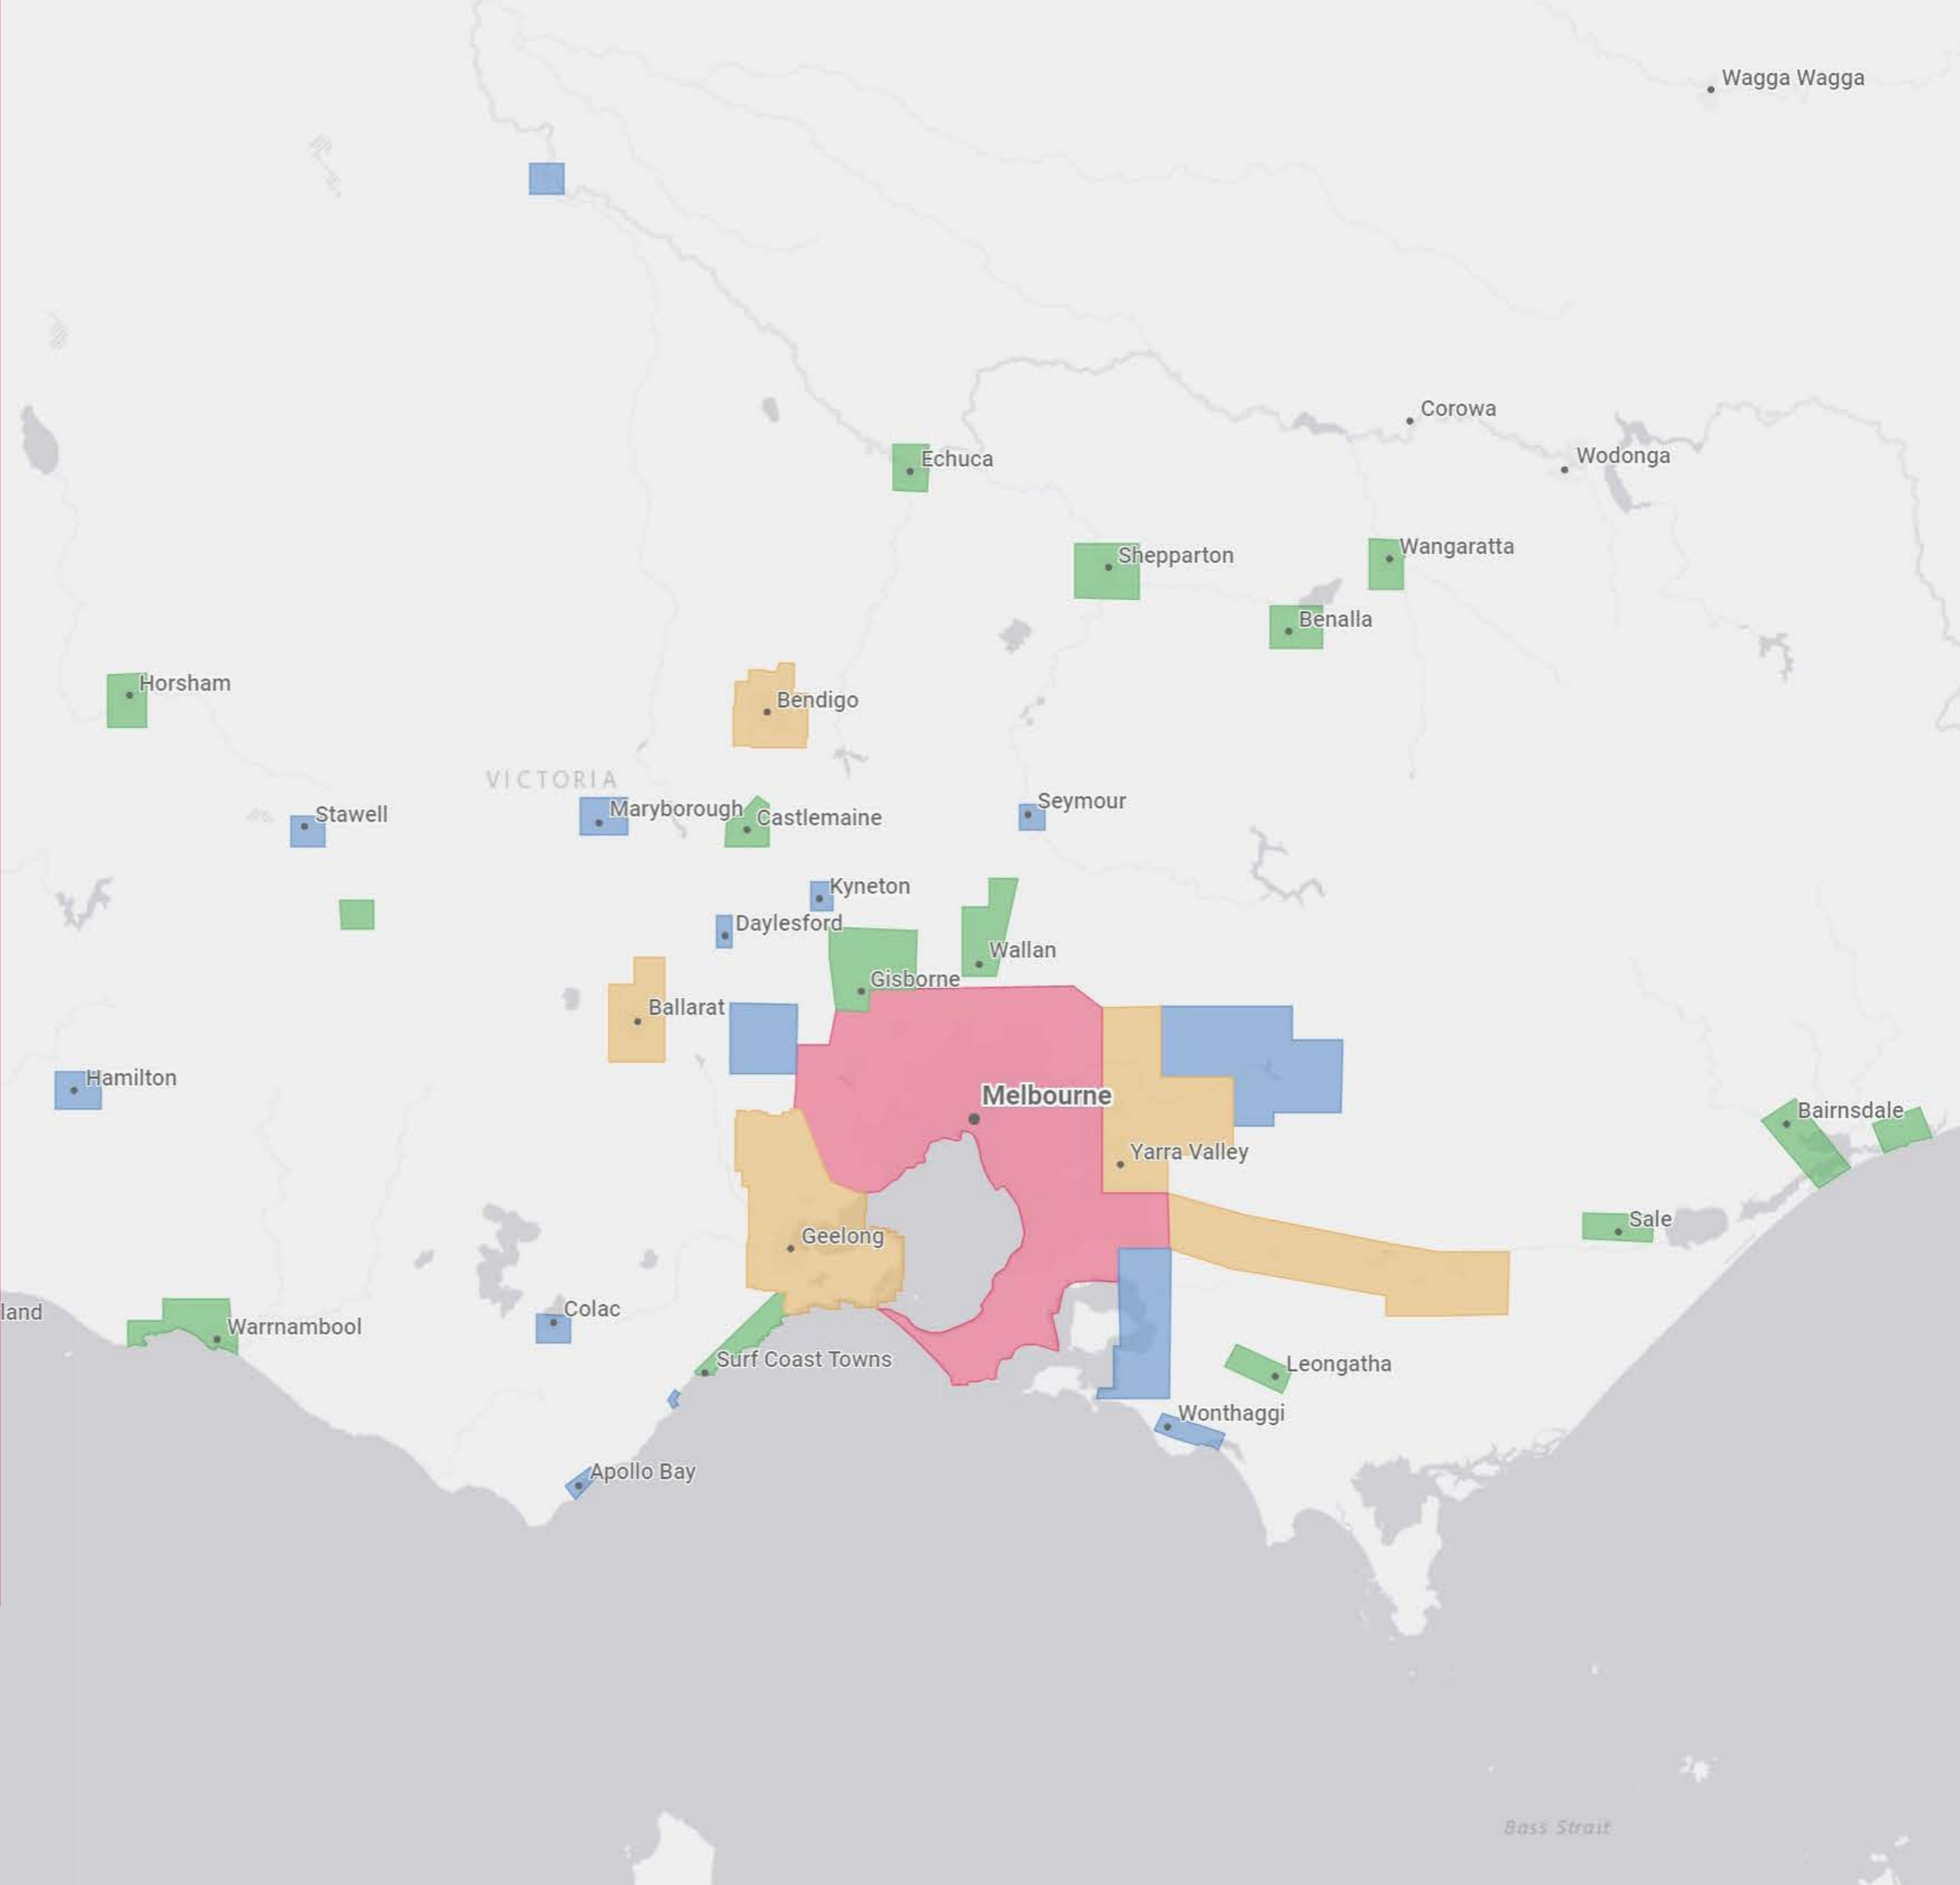 Wagga Wagga
Corowa
Wodonga
Echuca
Shepparton
Wangaratta
Benalla
Horsham
Bendigo
VICTORIA
Stawell
Maryborough
Castlemaine
Seymour
Kyneton
Daylesford
Wallan
Gisborne
Ballarat
Hamilton
Melbourne
Bairnsdale
Yarra Valley
Sale
Geelong
land
Colac
Warrnambool
Surf Coast Towns
Leongatha
Wonthaggi
Apollo Bay
Bass Strait